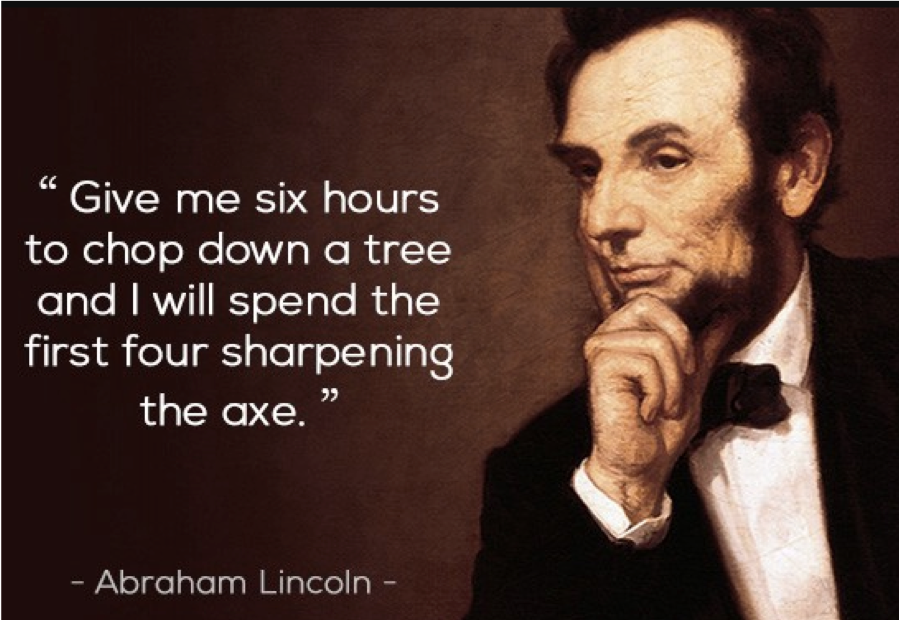 “ Give me six hours
to chop down a tree
and I will spend the
first four sharpening
the axe. ”
- Abraham Lincoln -